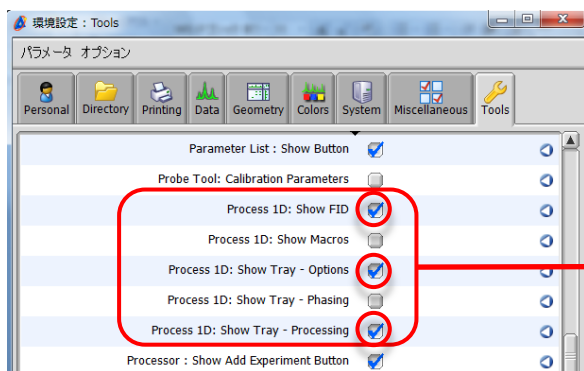 環境設定 : Tools
パラメータ オプション
Personal Directory Printing Data Geometry Colors System Miscellaneous Tools
Parameter List : Show Button
Probe Tool: Calibration Parameters
Process 1D: Show FID
Process 1D: Show Macros
Process 1D: Show Tray - Options
Process 1D: Show Tray - Phasing
Process 1D: Show Tray - Processing
Processor : Show Add Experiment Button